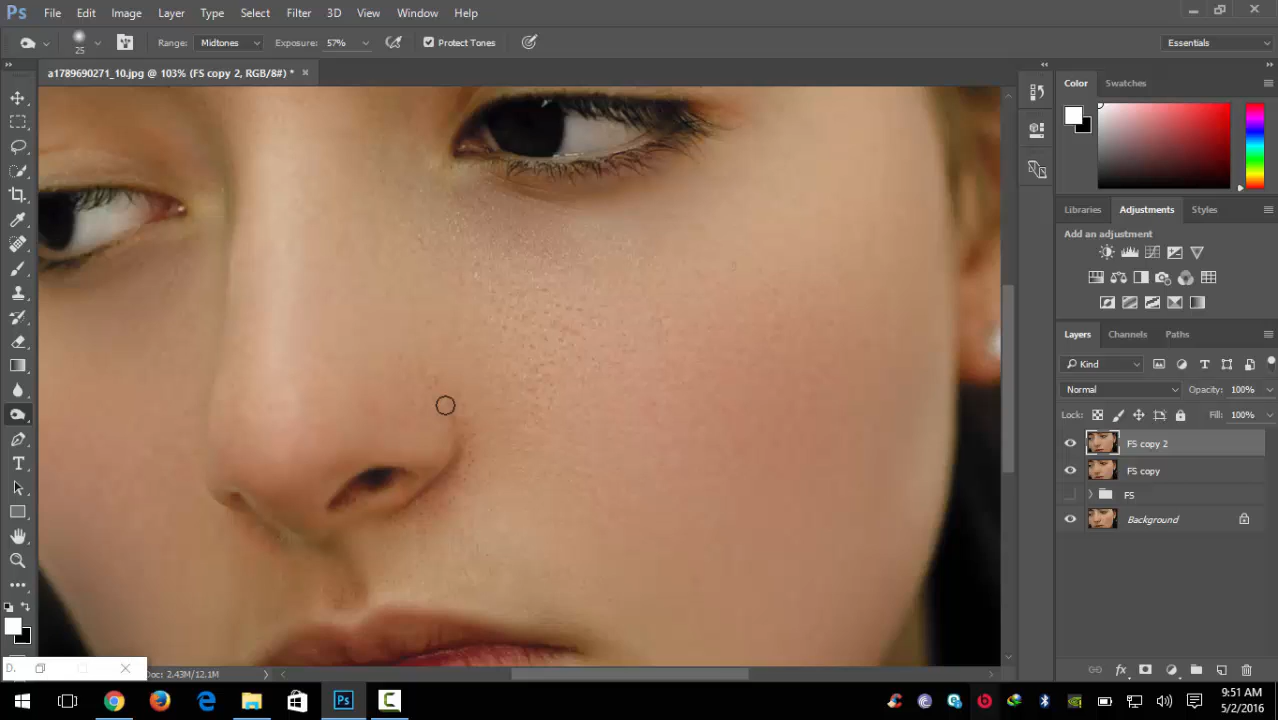 Ps File Edit Image Layer Type Select Filter 3D View Window Help
25 Range: Midtones Exposure: 57% Protect Tones Essentials
a1789690271_10.jpg @ 103% (FS copy 2, RGB/8#) *
Color Swatches
Libraries Adjustments Styles
Add an adjustment
Layers Channels Paths
Kind
Normal Opacity: 100%
Lock: Fill: 100%
FS copy 2
FS copy
FS
Background
D. Doc: 2.43M/12.1M
Ps
9:51 AM
5/2/2016